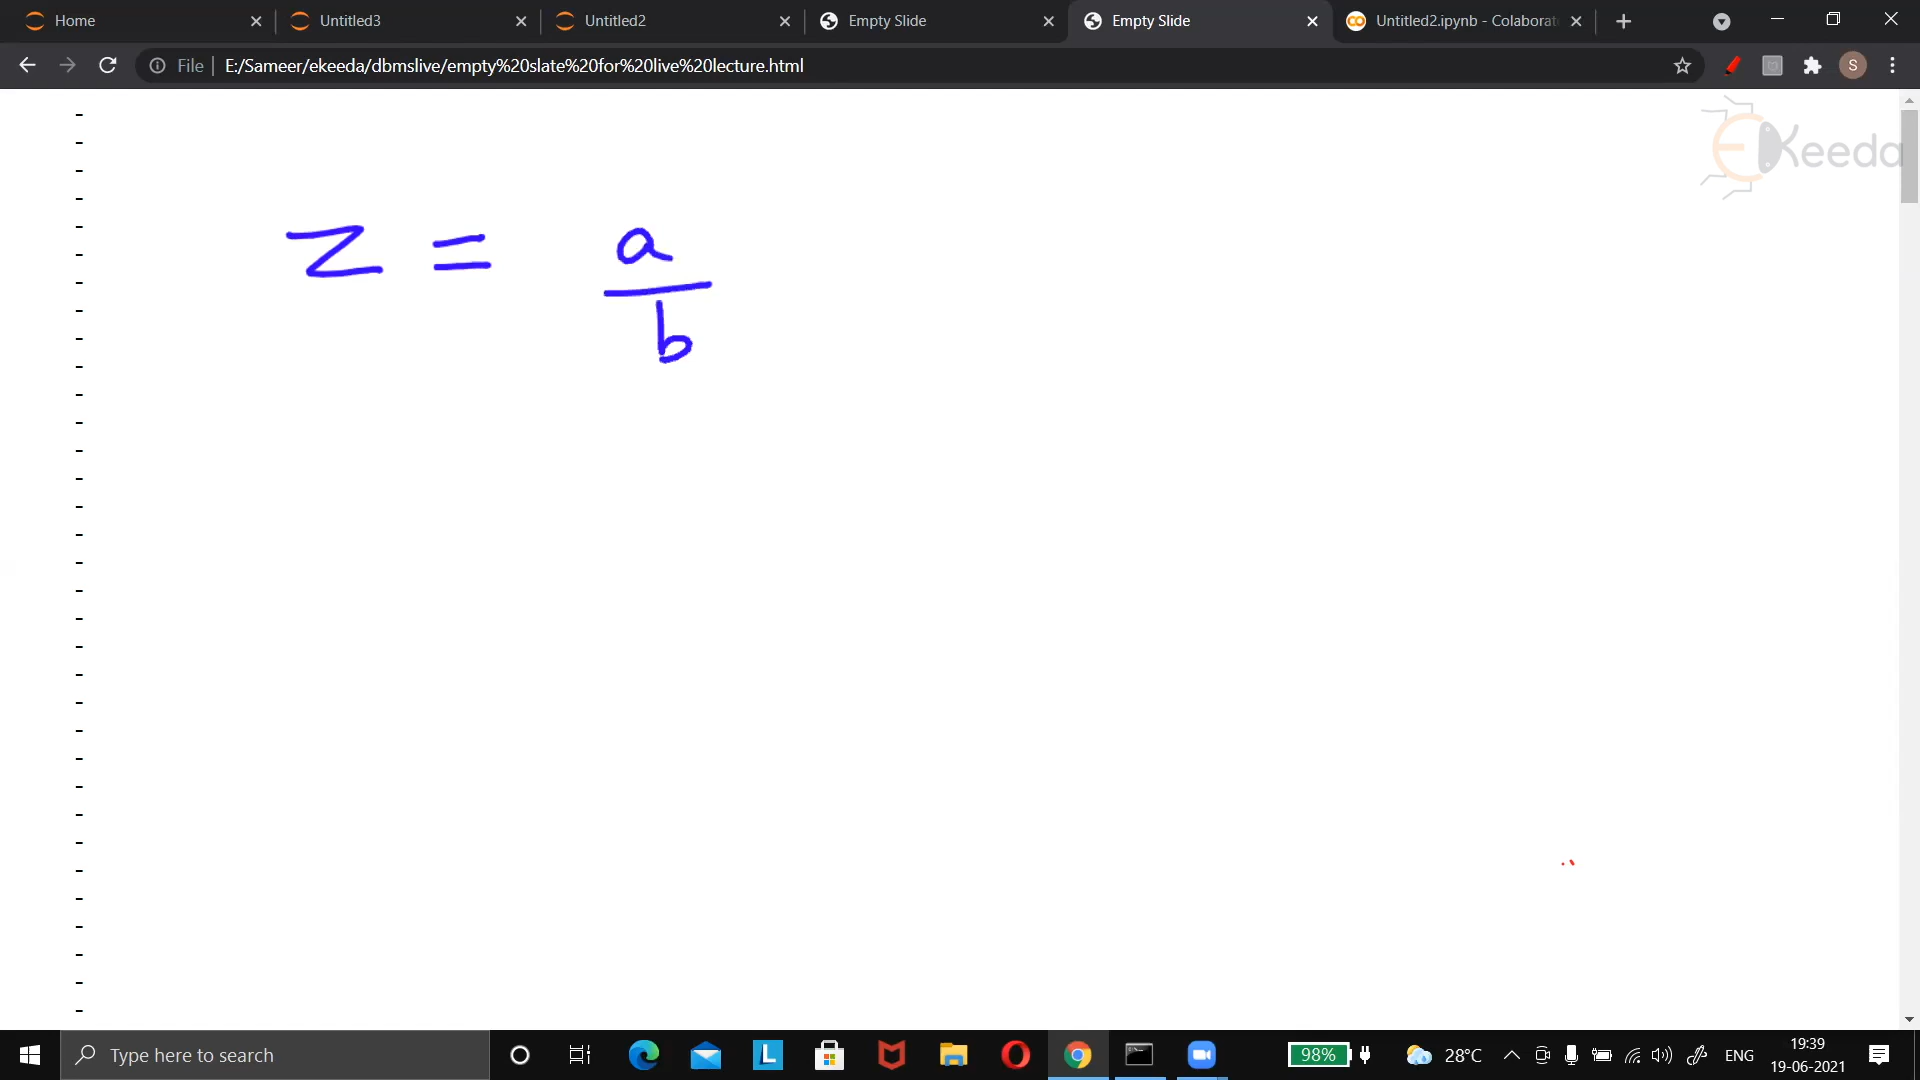 Home
Untitled3
Untitled2
Empty Slide
Empty Slide
Untitled2.ipynb - Colaborat
File | E:/Sameer/ekeeda/dbmslive/empty%20slate%20for%20live%20lecture.html
S
EKeeda
Z = a
b
Type here to search
L
98%
28°C
ENG
19:39
19-06-2021